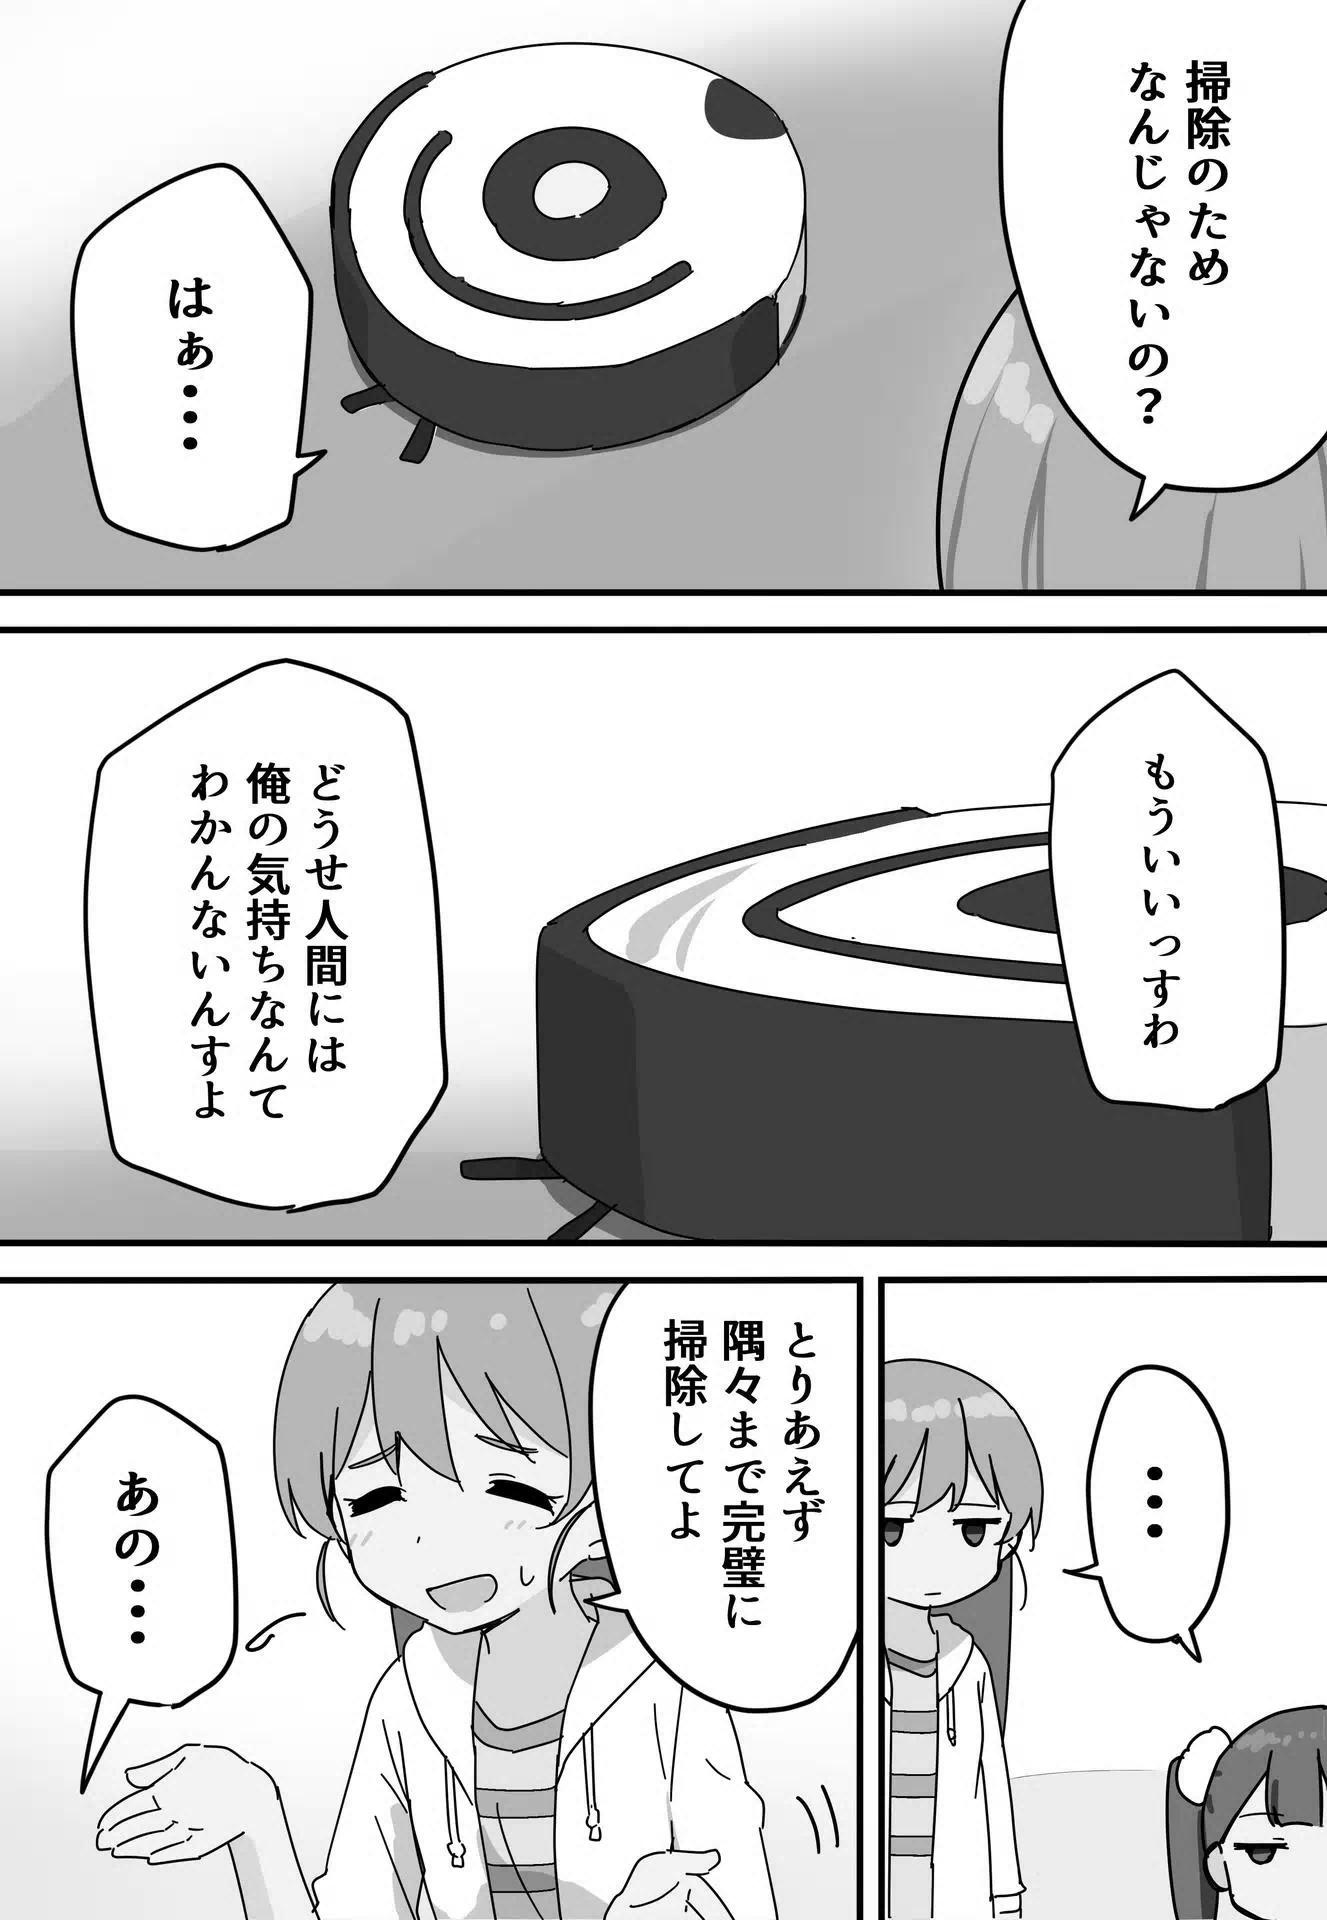 掃除のため
なんじゃないの？
はぁ・・・
もういいっすわ
どうせ人間には
俺の気持ちなんて
わかんないんすよ
・・・
とりあえず
隅々まで完璧に
掃除してよ
あの・・・